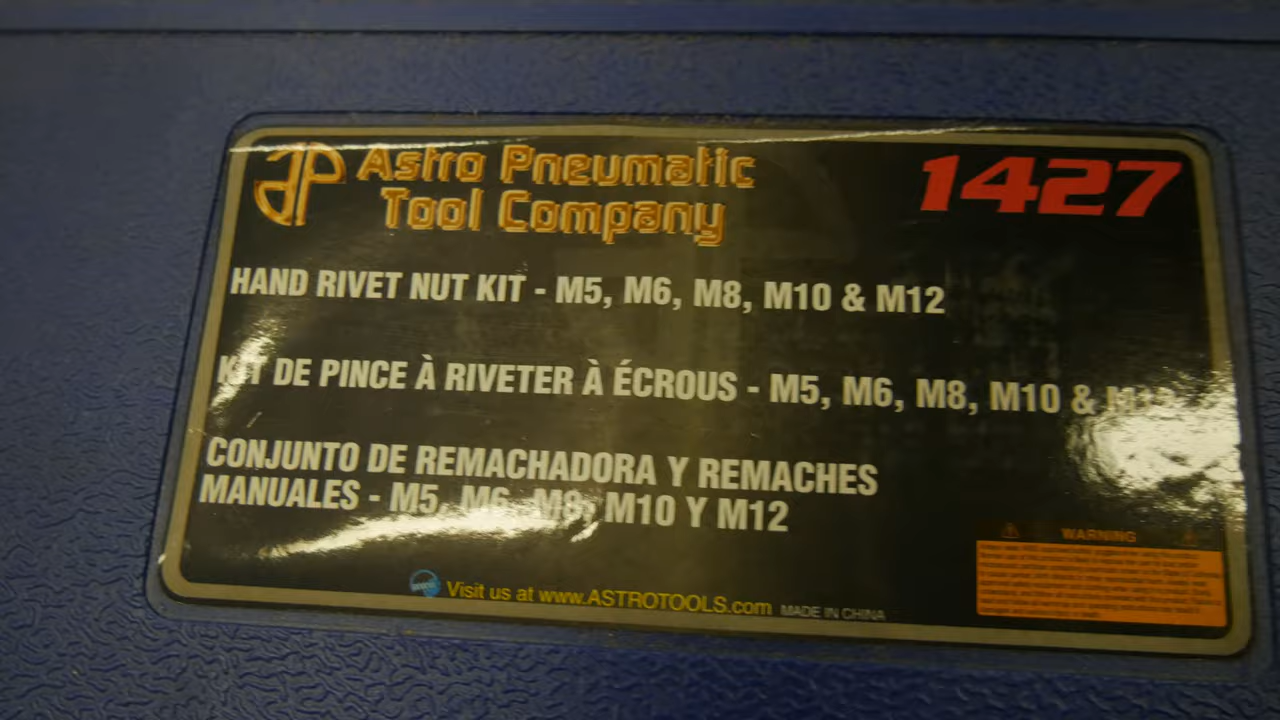 AP Astro Pneumatic
Tool Company
1427
HAND RIVET NUT KIT - M5, M6, M8, M10 & M12
KIT DE PINCE À RIVETER À ÉCROUS - M5, M6, M8, M10 & M12
CONJUNTO DE REMACHADORA Y REMACHES
MANUALES - M5, M6, M8, M10 Y M12
Visit us at www.ASTROTOOLS.com MADE IN CHINA
WARNING